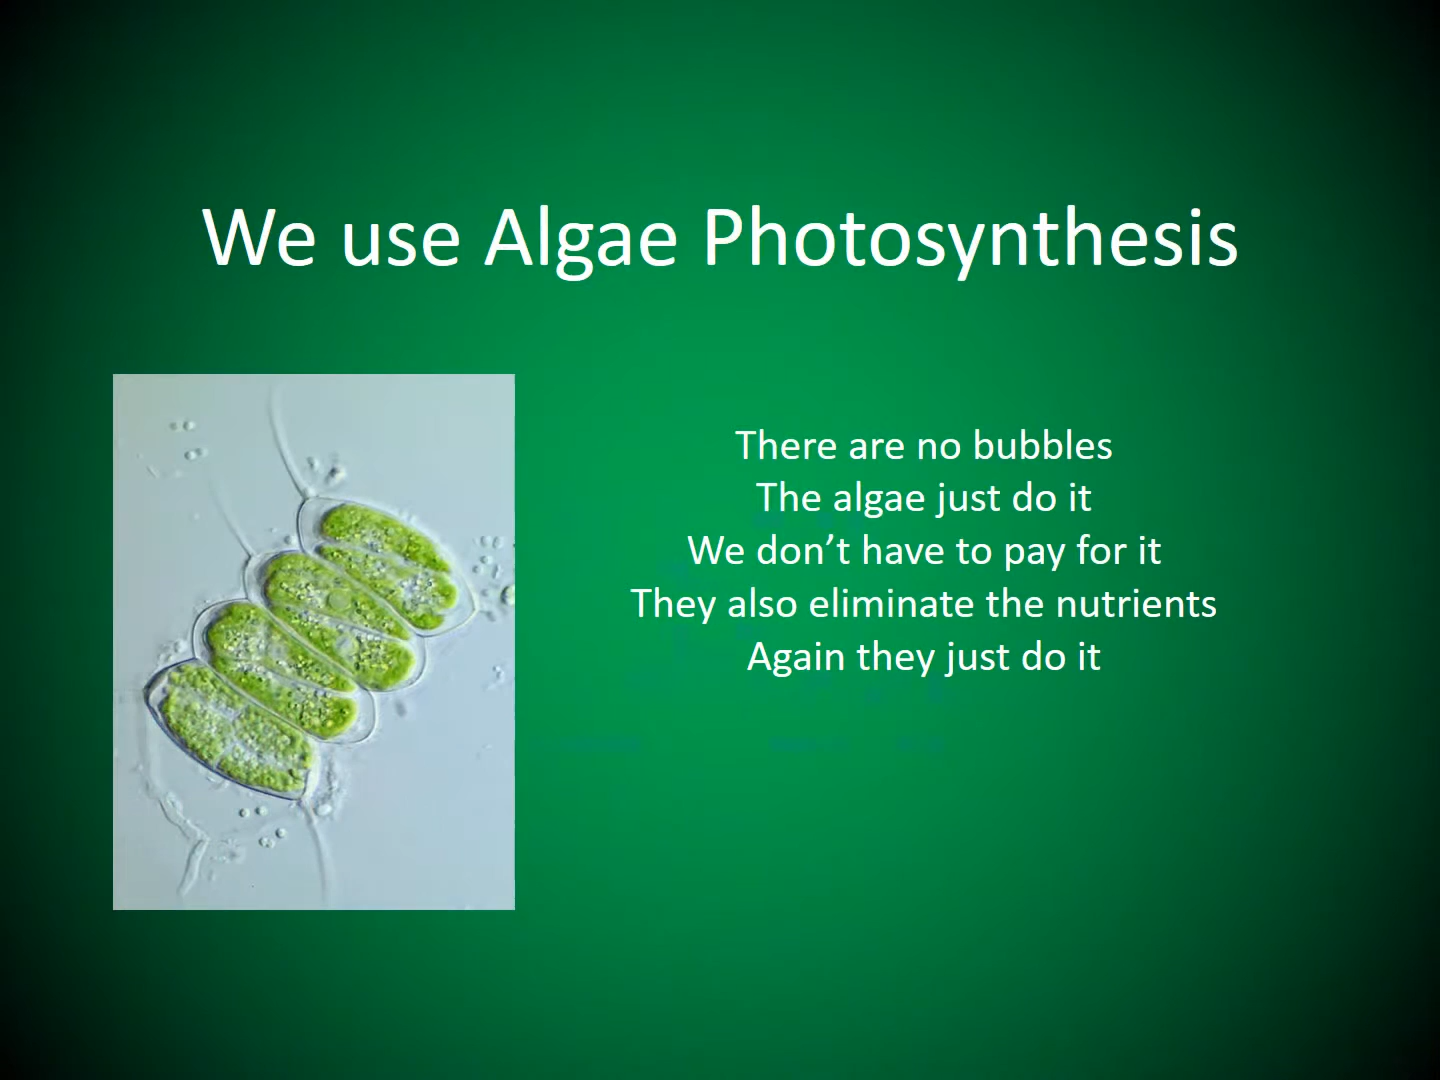 We use Algae Photosynthesis
There are no bubbles
The algae just do it
We don’t have to pay for it
They also eliminate the nutrients
Again they just do it